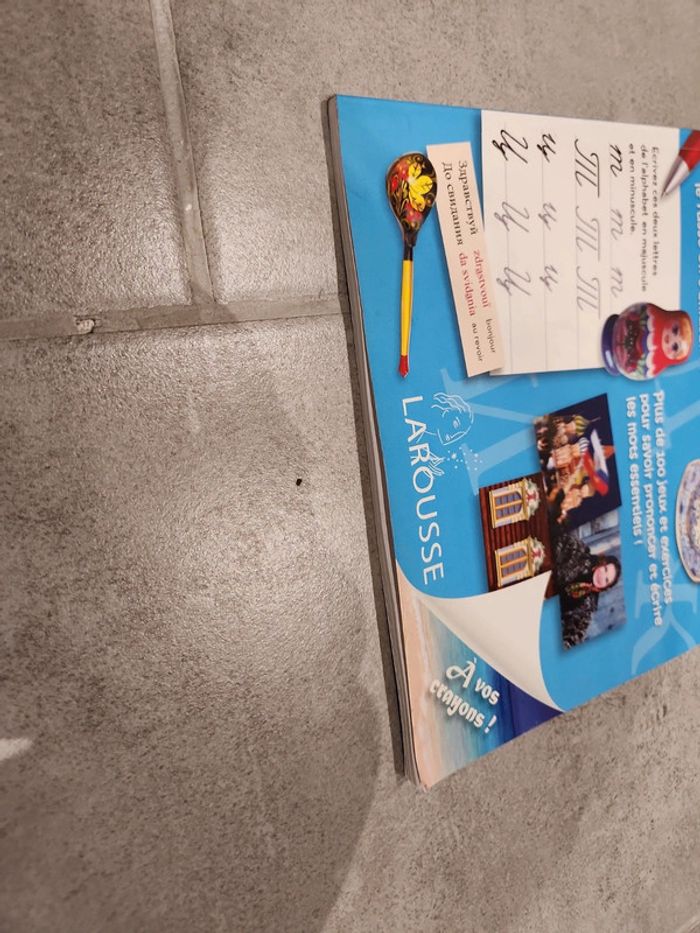 Ecrivez ces deux lettres
de l'alphabet en majuscule
et en minuscule.
т т т
Т Т Т
ц ц ц
Ц Ц Ц
Здравствуй zdrastvouï bonjour
До свидания da svidania au revoir
Plus de 100 jeux et exercices
pour savoir prononcer et écrire
les mots essentiels !
LAROUSSE
À vos
crayons !